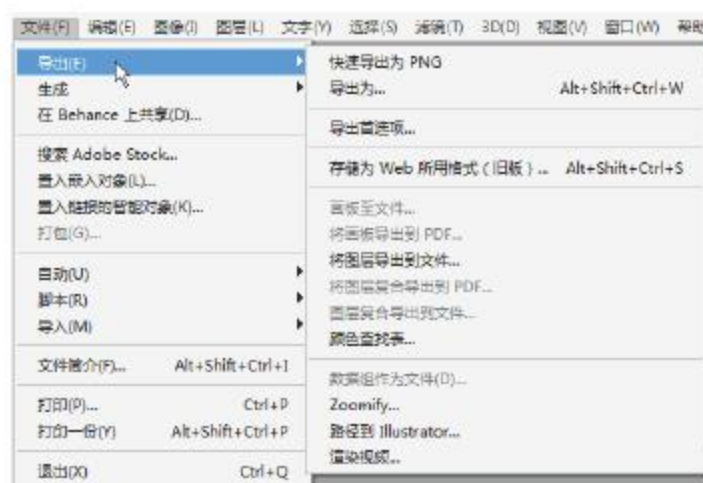 文件(F) 编辑(E) 图像(I) 图层(L) 文字(Y) 选择(S) 滤镜(T) 3D(D) 视图(V) 窗口(W) 帮助
导出(E)
生成
在 Behance 上共享(D)...
搜索 Adobe Stock...
置入嵌入对象(L)...
置入链接的智能对象(K)...
打包(G)...
自动(U)
脚本(R)
导入(M)
文件简介(F)... Alt+Shift+Ctrl+I
打印(P)... Ctrl+P
打印一份(Y) Alt+Shift+Ctrl+P
退出(X) Ctrl+Q
快速导出为 PNG
导出为... Alt+Shift+Ctrl+W
导出首选项...
存储为 Web 所用格式 (旧版) ... Alt+Shift+Ctrl+S
画板至文件...
将画板导出到 PDF...
将图层导出到文件...
将图层复合导出到 PDF...
图层复合导出到文件...
颜色查找表...
数据组作为文件(D)...
Zoomify...
路径到 Illustrator...
渲染视频...